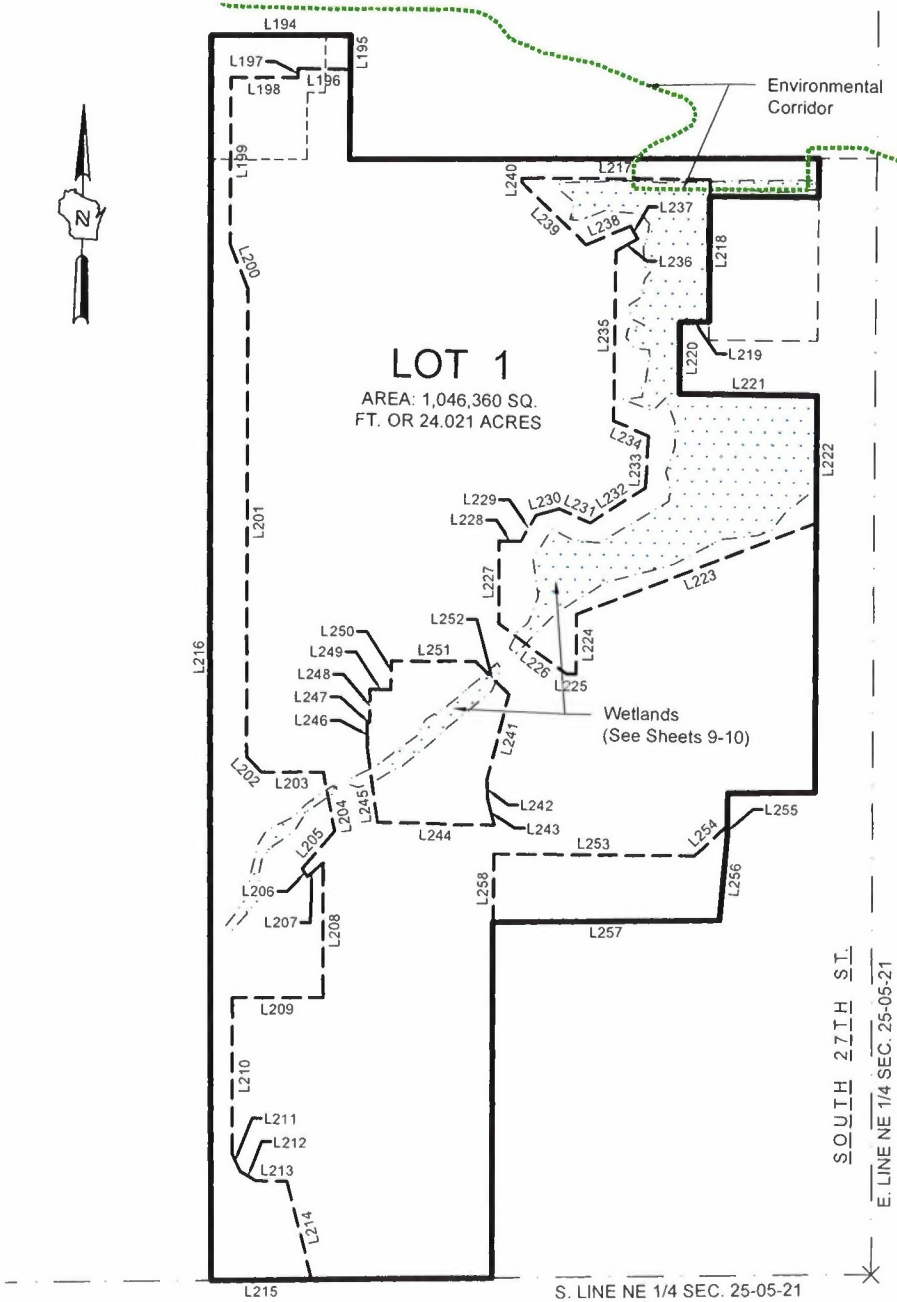 L194
L195
L197
L196
L198
L199
L200
Environmental
Corridor
L217
L240
L237
L238
L239
L236
L218
L235
L219
L220
L221
LOT 1
AREA: 1,046,360 SQ.
FT. OR 24.021 ACRES
L234
L233
L222
L232
L229
L230
L231
L228
L201
L227
L223
L252
L224
L250
L251
L249
L226
L216
L248
L225
L247
L246
Wetlands
(See Sheets 9-10)
L241
L202
L203
L245
L242
L204
L243
L244
L255
L254
L205
L253
L206
L258
L256
L207
L208
L257
L209
L210
L211
L212
L213
L214
L215
SOUTH 27TH ST.
E. LINE NE 1/4 SEC. 25-05-21
S. LINE NE 1/4 SEC. 25-05-21
N